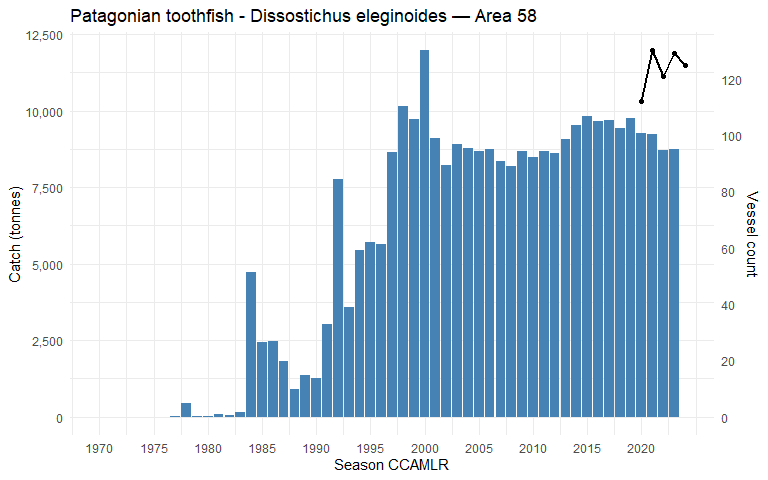 Patagonian toothfish - Dissostichus eleginoides — Area 58
12,500
10,000
7,500
5,000
2,500
0
Catch (tonnes)
120
100
80
60
40
20
0
Vessel count
1970 1975 1980 1985 1990 1995 2000 2005 2010 2015 2020
Season CCAMLR